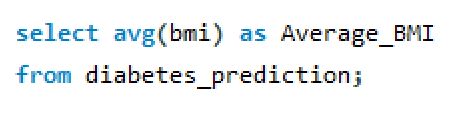 select avg(bmi) as Average_BMI
from diabetes_prediction;